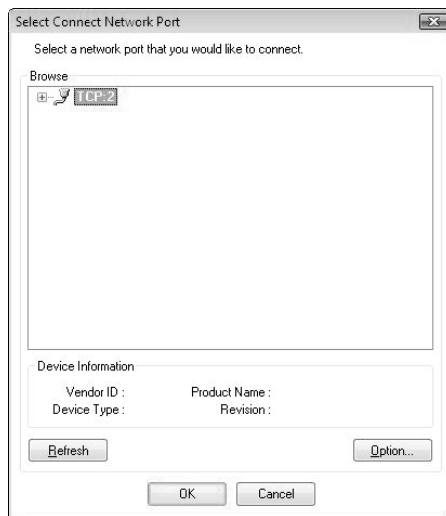 Select Connect Network Port
Select a network port that you would like to connect.
Browse
TCP:2
Device Information
Vendor ID : Product Name :
Device Type : Revision :
Refresh Option...
OK Cancel